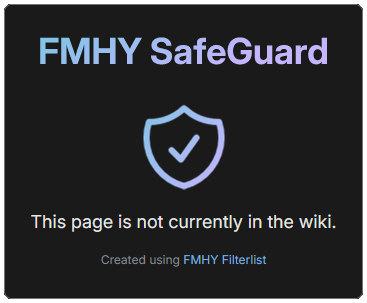 FMHY SafeGuard
This page is not currently in the wiki.
Created using FMHY Filterlist